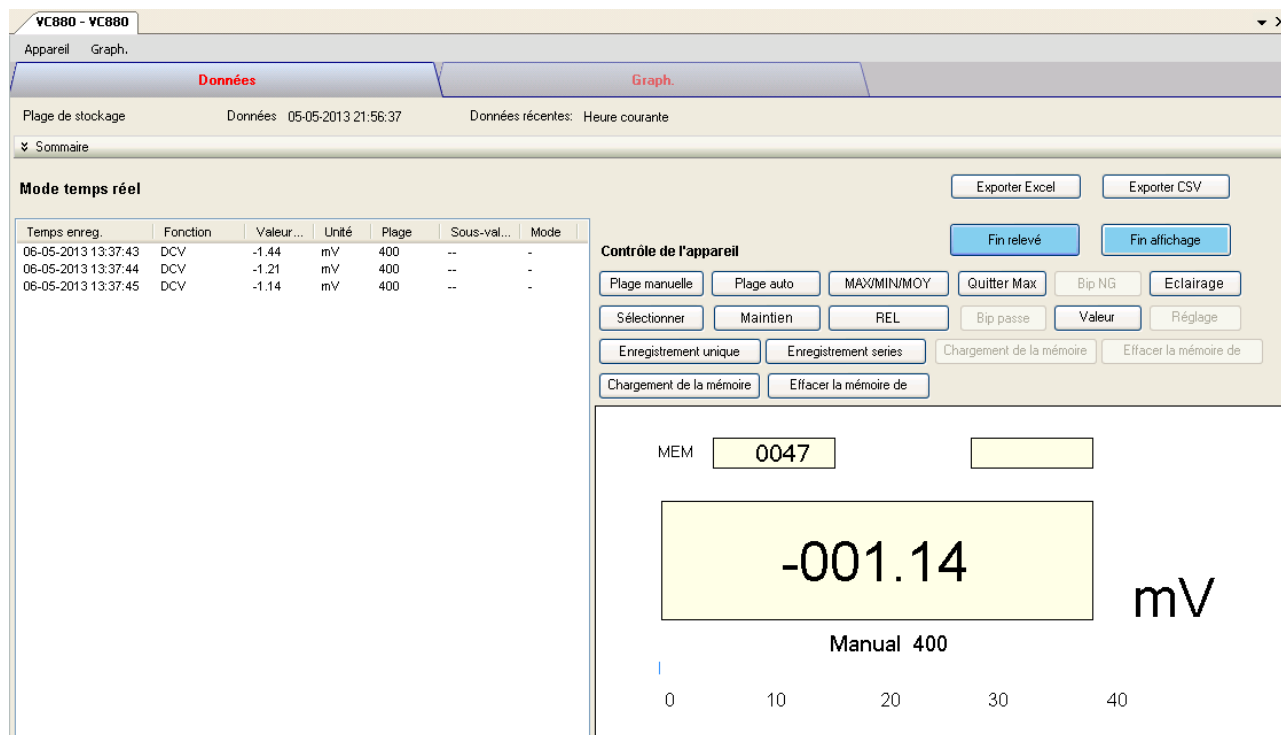 VC880 - VC880
Appareil Graph.
Données Graph.
Plage de stockage Données 05-05-2013 21:56:37 Données récentes: Heure courante
Sommaire
Mode temps réel
Exporter Excel Exporter CSV
Temps enreg. Fonction Valeur... Unité Plage Sous-val... Mode
06-05-2013 13:37:43 DCV -1.44 mV 400 -- -
06-05-2013 13:37:44 DCV -1.21 mV 400 -- -
06-05-2013 13:37:45 DCV -1.14 mV 400 -- -
Fin relevé Fin affichage
Contrôle de l'appareil
Plage manuelle Plage auto MAX/MIN/MOY Quitter Max Bip NG Eclairage
Sélectionner Maintien REL Bip passe Valeur Réglage
Enregistrement unique Enregistrement series Chargement de la mémoire Effacer la mémoire de
Chargement de la mémoire Effacer la mémoire de
MEM 0047
-001.14
mV
Manual 400
0 10 20 30 40